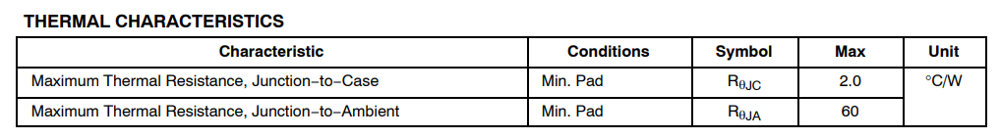 THERMAL CHARACTERISTICS
Characteristic Conditions Symbol Max Unit
Maximum Thermal Resistance, Junction−to−Case Min. Pad RθJC 2.0 °C/W
Maximum Thermal Resistance, Junction−to−Ambient Min. Pad RθJA 60